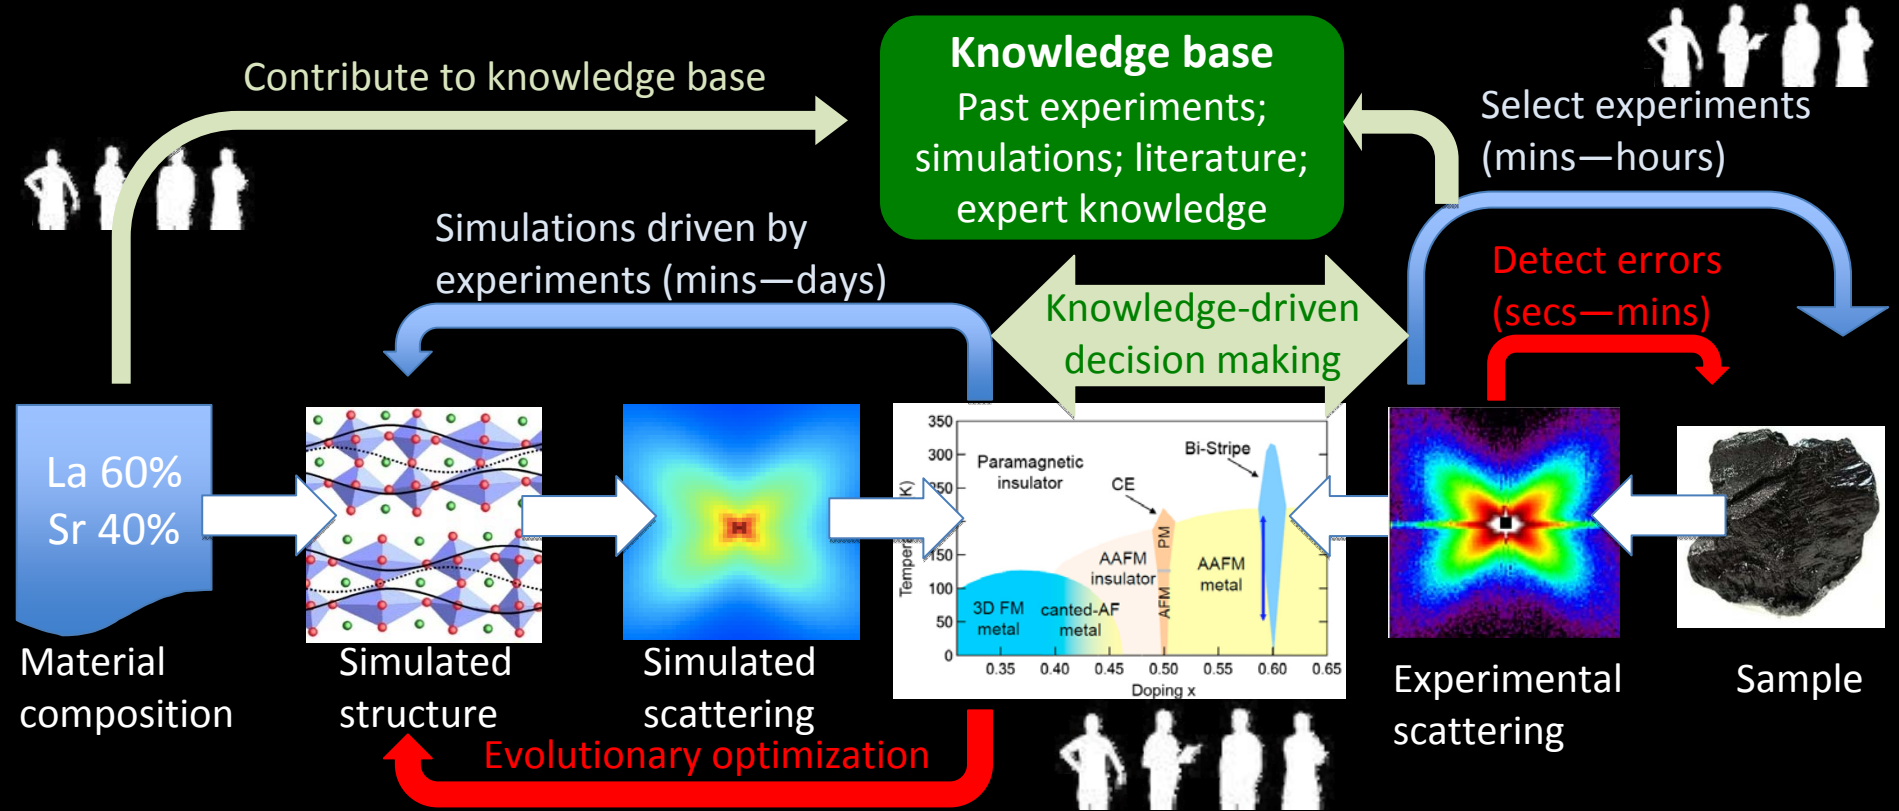 Contribute to knowledge base
Knowledge base
Past experiments;
simulations; literature;
expert knowledge
Select experiments
(mins—hours)
Simulations driven by
experiments (mins—days)
Detect errors
(secs—mins)
Knowledge-driven
decision making
La 60%
Sr 40%
350
300
250
150
100
50
0
Temperature (K)
Paramagnetic
insulator
CE
Bi-Stripe
PM
AFM
AAFM
insulator
AAFM
metal
3D FM
metal
canted-AF
metal
0.35
0.40
0.45
0.50
0.55
0.60
0.65
Doping x
Material
composition
Simulated
structure
Simulated
scattering
Experimental
scattering
Sample
Evolutionary optimization